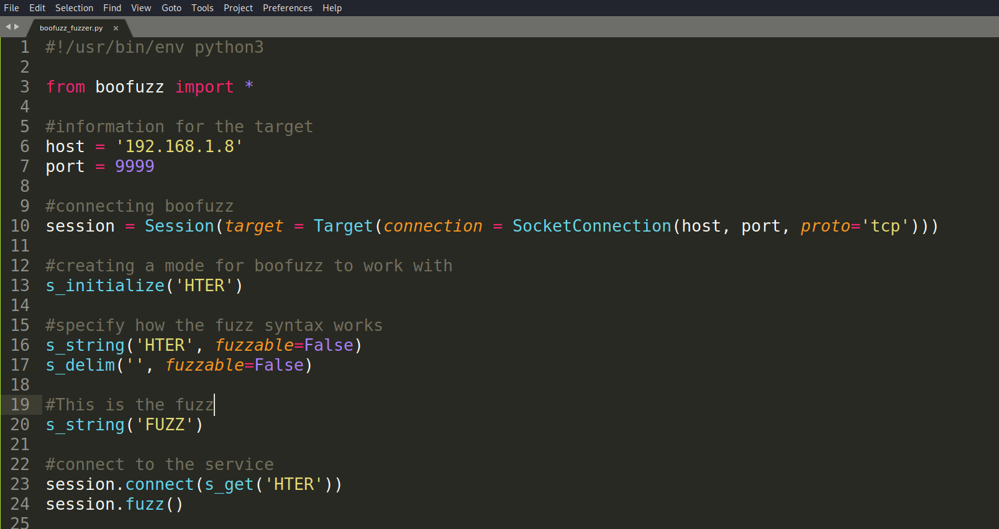 File Edit Selection Find View Goto Tools Project Preferences Help
boofuzz_fuzzer.py ×
1 #!/usr/bin/env python3
2
3 from boofuzz import *
4
5 #information for the target
6 host = '192.168.1.8'
7 port = 9999
8
9 #connecting boofuzz
10 session = Session(target = Target(connection = SocketConnection(host, port, proto='tcp')))
11
12 #creating a mode for boofuzz to work with
13 s_initialize('HTER')
14
15 #specify how the fuzz syntax works
16 s_string('HTER', fuzzable=False)
17 s_delim('', fuzzable=False)
18
19 #This is the fuzz
20 s_string('FUZZ')
21
22 #connect to the service
23 session.connect(s_get('HTER'))
24 session.fuzz()
25